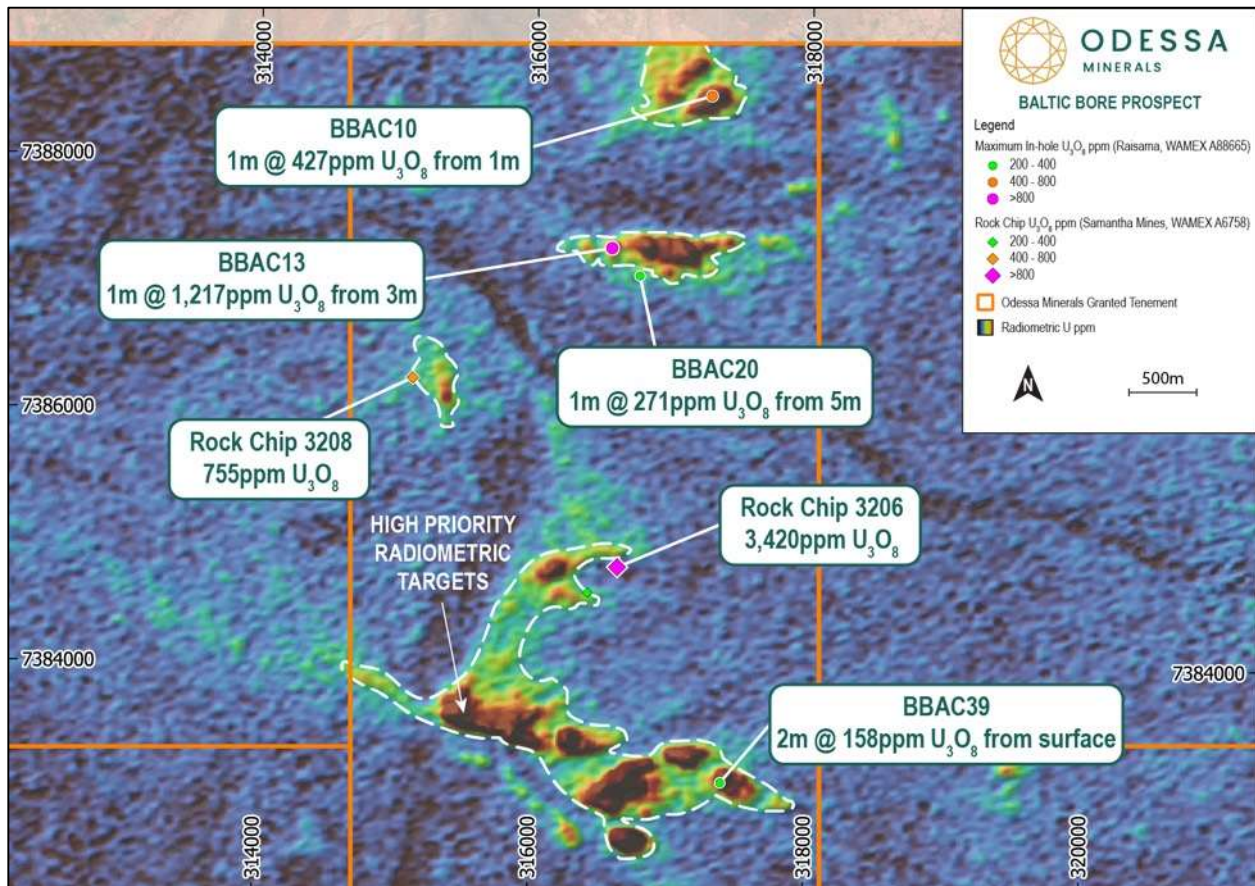 314000
316000
318000
ODESSA
MINERALS
BALTIC BORE PROSPECT
Legend
Maximum In-hole U₃O₈ ppm (Raisama, WAMEX A88665)
200 - 400
400 - 800
>800
Rock Chip U₃O₈ ppm (Samantha Mines, WAMEX A6758)
200 - 400
400 - 800
>800
Odessa Minerals Granted Tenement
Radiometric U ppm
N
500m
BBAC10
1m @ 427ppm U₃O₈ from 1m
7388000
BBAC13
1m @ 1,217ppm U₃O₈ from 3m
BBAC20
1m @ 271ppm U₃O₈ from 5m
7386000
Rock Chip 3208
755ppm U₃O₈
Rock Chip 3206
3,420ppm U₃O₈
HIGH PRIORITY
RADIOMETRIC
TARGETS
7384000
7384000
BBAC39
2m @ 158ppm U₃O₈ from surface
314000
316000
318000
320000